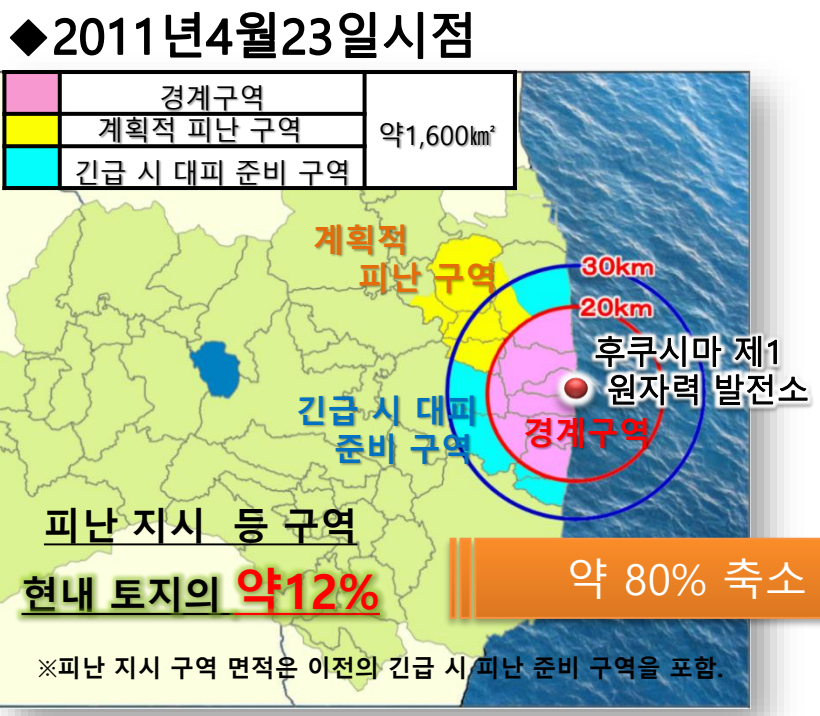 ◆2011년4월23일시점
경계구역
계획적 피난 구역
약1,600㎢
긴급 시 대피 준비 구역
계획적
피난 구역
30km
20km
후쿠시마 제1
원자력 발전소
긴급 시 대피
준비 구역
경계구역
피난 지시 등 구역
약 80% 축소
현내 토지의 약12%
※피난 지시 구역 면적은 이전의 긴급 시 피난 준비 구역을 포함.